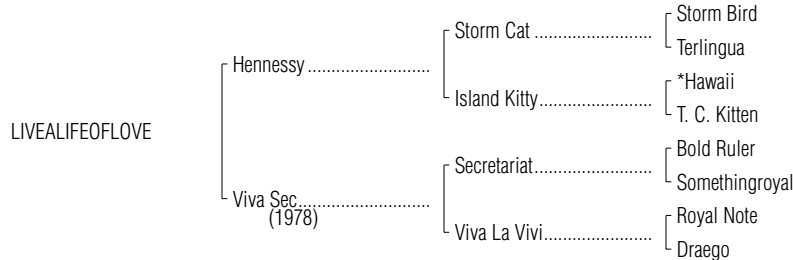 Storm Bird
Storm Cat ..............................
Terlingua
Hennessy ...............................
*Hawaii
Island Kitty.............................
T. C. Kitten
LIVEALIFEOFLOVE
Bold Ruler
Secretariat..............................
Somethingroyal
Viva Sec.................................
(1978)
Royal Note
Viva La Vivi............................
Draego